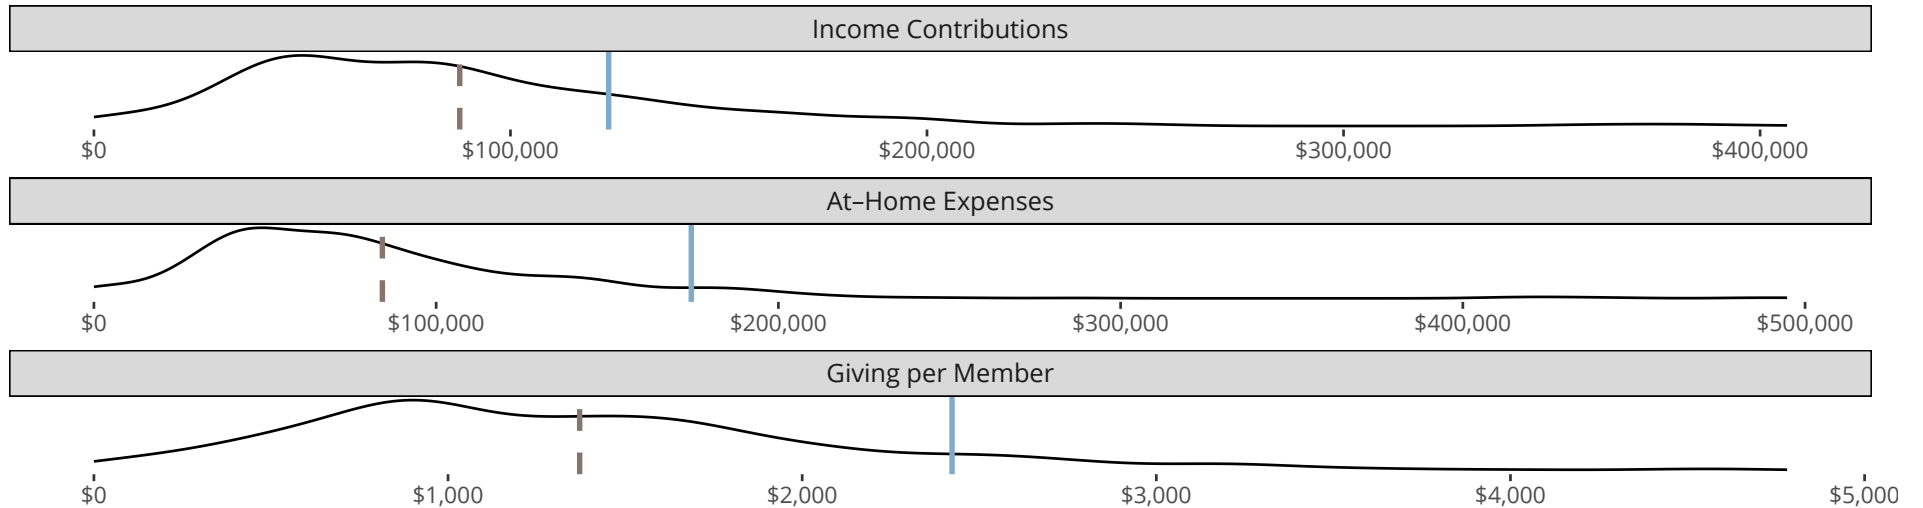 Income Contributions
$0 $100,000 $200,000 $300,000 $400,000
At–Home Expenses
$0 $100,000 $200,000 $300,000 $400,000 $500,000
Giving per Member
$0 $1,000 $2,000 $3,000 $4,000 $5,000